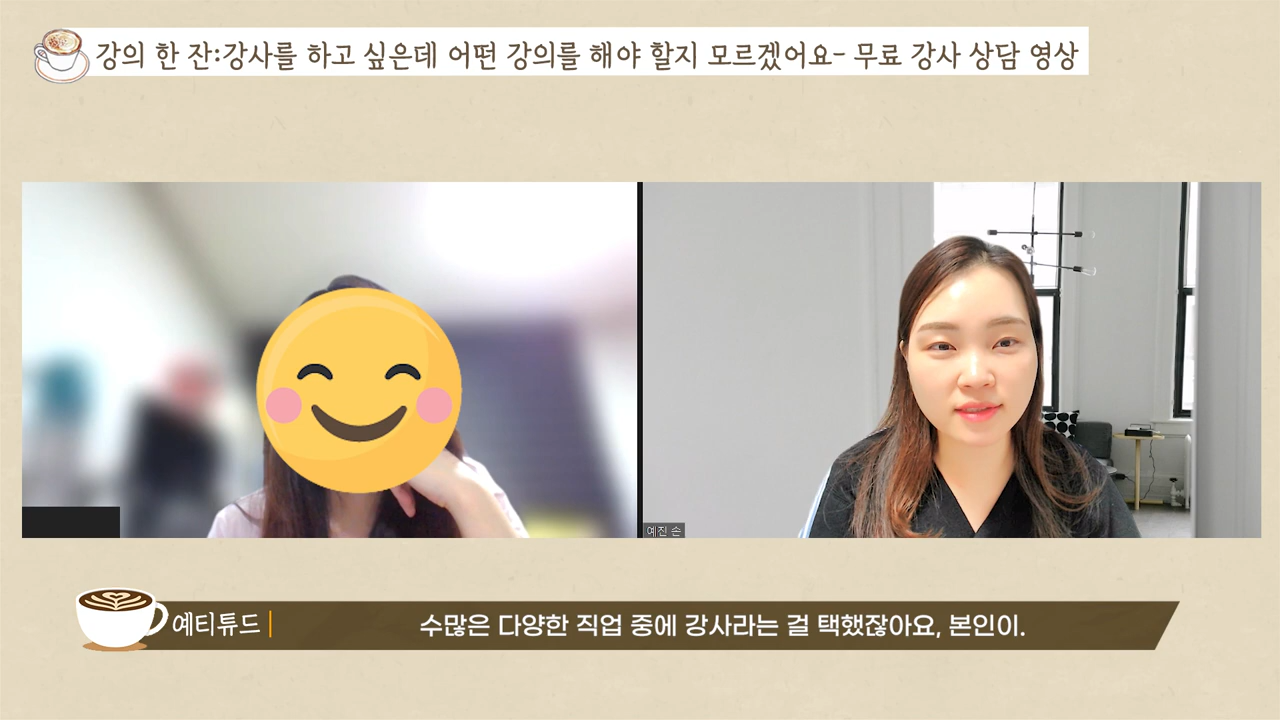 강의 한 잔:강사를 하고 싶은데 어떤 강의를 해야 할지 모르겠어요- 무료 강사 상담 영상
예진 손
예티튜드
수많은 다양한 직업 중에 강사라는 걸 택했잖아요, 본인이.